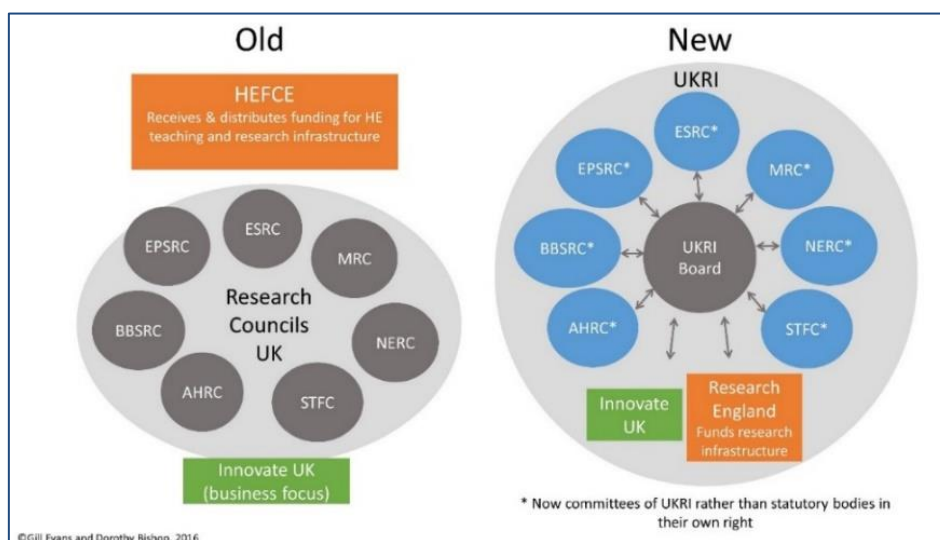 Old
HEFCE
Receives & distributes funding for HE
teaching and research infrastructure
ESRC
EPSRC
MRC
Research
Councils
UK
BBSRC
NERC
AHRC
STFC
Innovate UK
(business focus)
©Gill Evans and Dorothy Bishop, 2016
New
UKRI
ESRC*
EPSRC*
MRC*
BBSRC*
UKRI
Board
NERC*
AHRC*
STFC*
Innovate
UK
Research
England
Funds research
infrastructure
* Now committees of UKRI rather than statutory bodies in
their own right